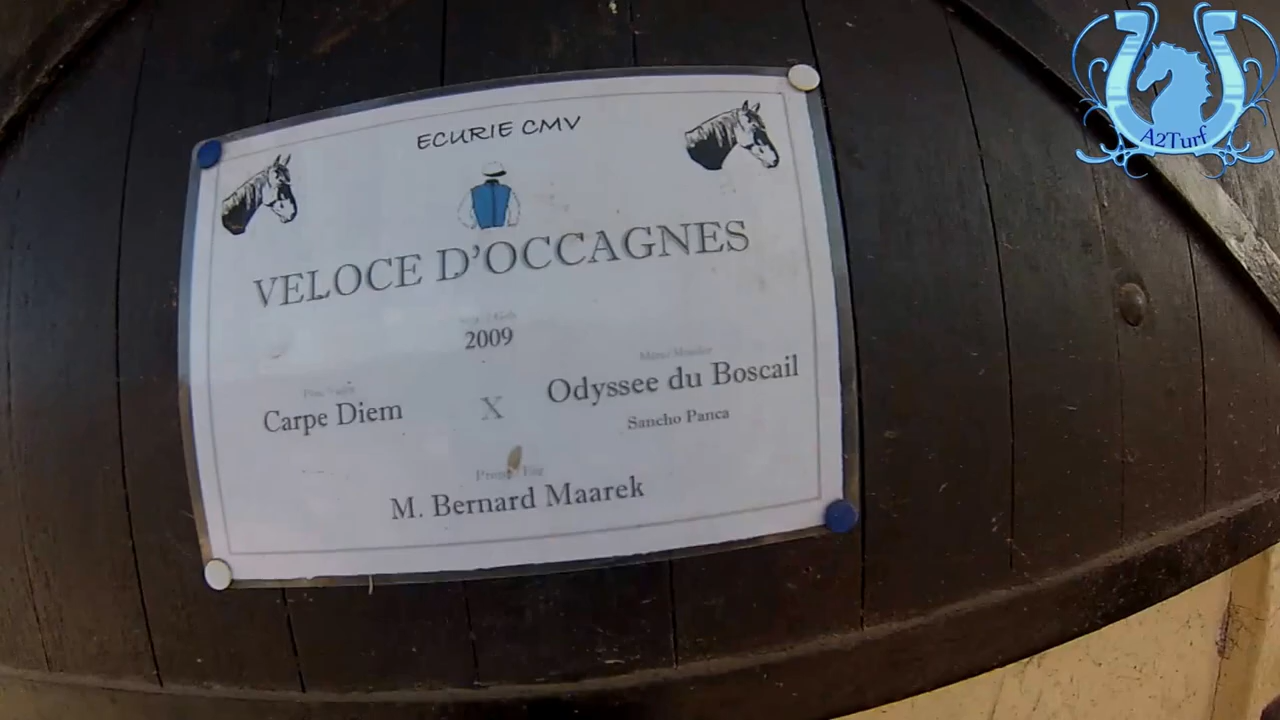 ECURIE CMV
VELOCE D'OCCAGNES
2009
Carpe Diem X Odyssee du Boscail
Sancho Panca
M. Bernard Maarek
A2Turf